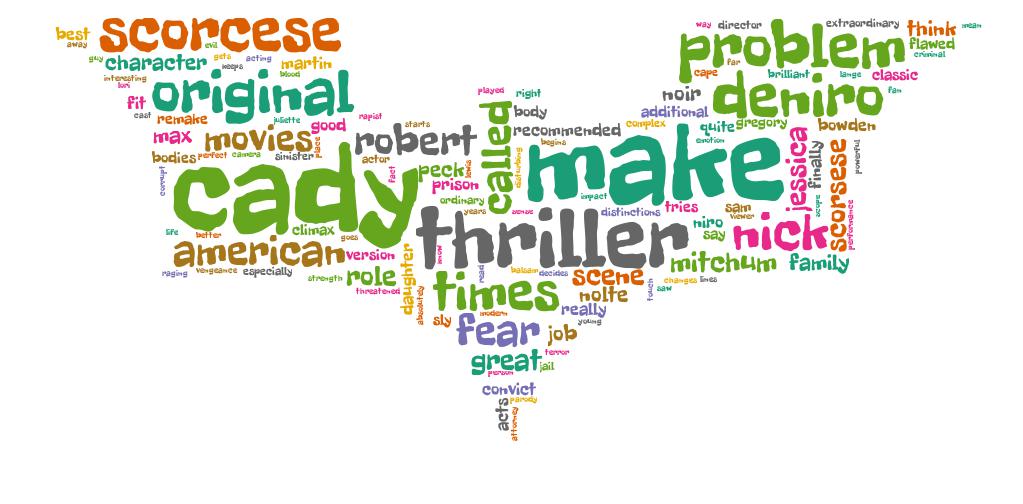 best
scorcese
away
evil
guy
character
gets
acting
keeps
martin
blood
interesting
lori
original
fit
cast
remake
juliette
rapist
good
max
movies
place
robert
starts
bodies
perfect
camera
sinister
actor
fact
corrupt
cady
life
better
climax
goes
american
version
raging
vengeance
especially
strength
role
threatened
daughter
absolutely
played
right
called
body
recommended
peck
lewis
prison
disturbing
begins
ordinary
years
sense
make
impact
distinctions
thriller
know
read
balsam
decides
scene
times
nolte
touch
saw
sly
modern
really
young
fear
job
great
terror
jail
person
convict
acts
parody
attorney
way
director
extraordinary
think
mean
problem
flawed
criminal
far
cape
brilliant
lange
classic
noir
deniro
fan
additional
complex
quite
gregory
bowden
emotion
jessica
finally
powerful
scope
scorsese
performance
tries
sam
viewer
niro
say
nick
mitchum
family
changes
lines